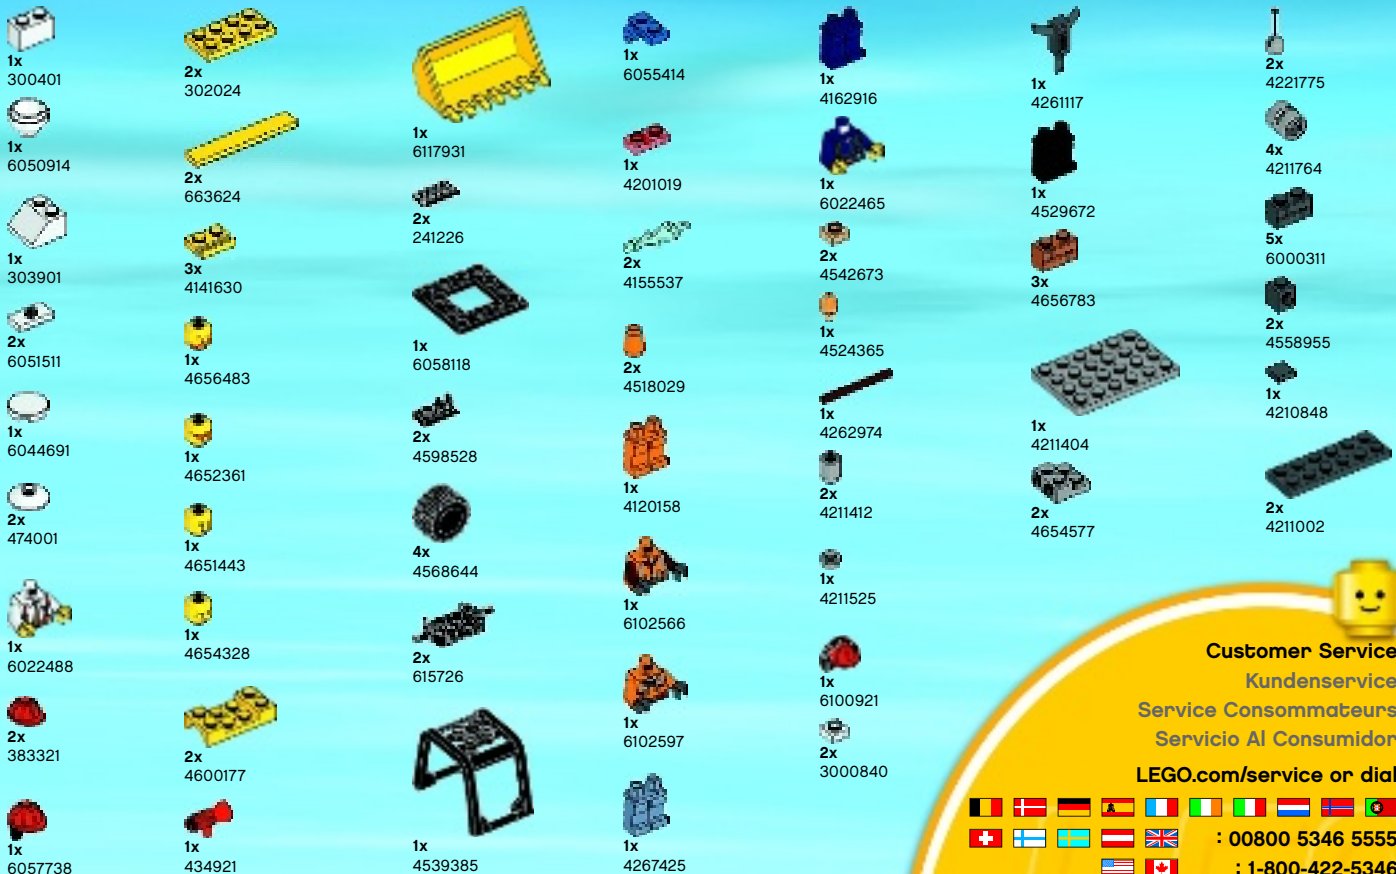 1x
300401
1x
6050914
1x
303901
2x
6051511
1x
6044691
2x
474001
1x
6022488
2x
383321
1x
6057738
2x
302024
2x
663624
3x
4141630
1x
4656483
1x
4652361
1x
4651443
1x
4654328
2x
4600177
1x
434921
1x
6117931
2x
241226
1x
6058118
2x
4598528
4x
4568644
2x
615726
1x
4539385
1x
6055414
1x
4201019
2x
4155537
2x
4518029
1x
4120158
1x
6102566
1x
6102597
1x
4267425
1x
4162916
1x
6022465
2x
4542673
1x
4524365
1x
4262974
2x
4211412
1x
4211525
1x
6100921
2x
3000840
1x
4261117
1x
4529672
3x
4656783
1x
4211404
2x
4654577
2x
4221775
4x
4211764
5x
6000311
2x
4558955
1x
4210848
2x
4211002
Customer Service
Kundenservice
Service Consommateurs
Servicio Al Consumidor
LEGO.com/service or dial
: 00800 5346 5555
: 1-800-422-5346